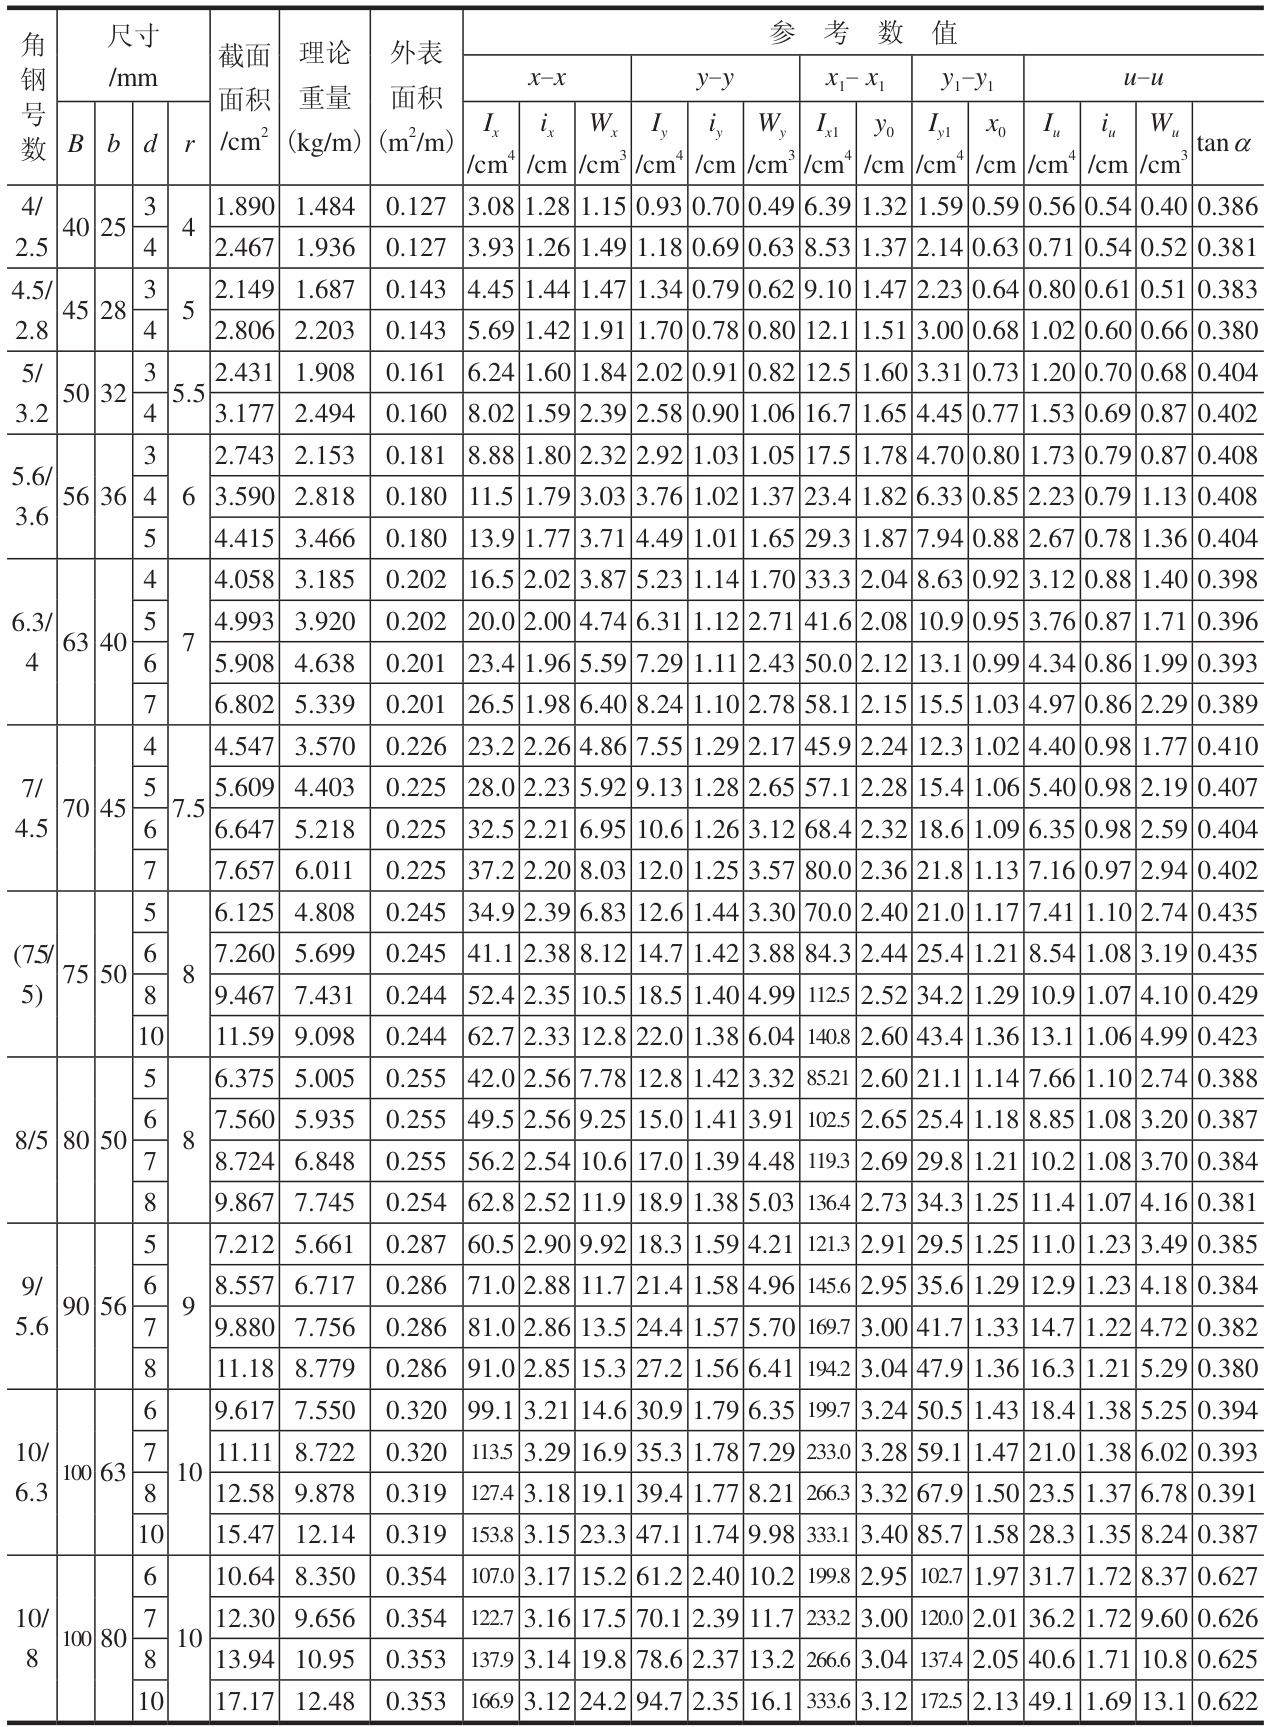 角钢号数 尺寸/mm 截面面积/cm² 理论重量(kg/m) 外表面积(m²/m) 参 考 数 值
x–x y–y x₁–x₁ y₁–y₁ u–u
B b d r Iₓ/cm⁴ iₓ/cm Wₓ/cm³ I_y/cm⁴ i_y/cm W_y/cm³ Iₓ₁/cm⁴ y₀/cm I_y₁/cm⁴ x₀/cm I_u/cm⁴ i_u/cm W_u/cm³ tan α
4/2.5 40 25 3 4 1.890 1.484 0.127 3.08 1.28 1.15 0.93 0.70 0.49 6.39 1.32 1.59 0.59 0.56 0.54 0.40 0.386
4 2.467 1.936 0.127 3.93 1.26 1.49 1.18 0.69 0.63 8.53 1.37 2.14 0.63 0.71 0.54 0.52 0.381
4.5/2.8 45 28 3 5 2.149 1.687 0.143 4.45 1.44 1.47 1.34 0.79 0.62 9.10 1.47 2.23 0.64 0.80 0.61 0.51 0.383
4 2.806 2.203 0.143 5.69 1.42 1.91 1.70 0.78 0.80 12.1 1.51 3.00 0.68 1.02 0.60 0.66 0.380
5/3.2 50 32 3 5.5 2.431 1.908 0.161 6.24 1.60 1.84 2.02 0.91 0.82 12.5 1.60 3.31 0.73 1.20 0.70 0.68 0.404
4 3.177 2.494 0.160 8.02 1.59 2.39 2.58 0.90 1.06 16.7 1.65 4.45 0.77 1.53 0.69 0.87 0.402
5.6/3.6 56 36 3 6 2.743 2.153 0.181 8.88 1.80 2.32 2.92 1.03 1.05 17.5 1.78 4.70 0.80 1.73 0.79 0.87 0.408
4 3.590 2.818 0.180 11.5 1.79 3.03 3.76 1.02 1.37 23.4 1.82 6.33 0.85 2.23 0.79 1.13 0.408
5 4.415 3.466 0.180 13.9 1.77 3.71 4.49 1.01 1.65 29.3 1.87 7.94 0.88 2.67 0.78 1.36 0.404
6.3/4 63 40 4 7 4.058 3.185 0.202 16.5 2.02 3.87 5.23 1.14 1.70 33.3 2.04 8.63 0.92 3.12 0.88 1.40 0.398
5 4.993 3.920 0.202 20.0 2.00 4.74 6.31 1.12 2.71 41.6 2.08 10.9 0.95 3.76 0.87 1.71 0.396
6 5.908 4.638 0.201 23.4 1.96 5.59 7.29 1.11 2.43 50.0 2.12 13.1 0.99 4.34 0.86 1.99 0.393
7 6.802 5.339 0.201 26.5 1.98 6.40 8.24 1.10 2.78 58.1 2.15 15.5 1.03 4.97 0.86 2.29 0.389
7/4.5 70 45 4 7.5 4.547 3.570 0.226 23.2 2.26 4.86 7.55 1.29 2.17 45.9 2.24 12.3 1.02 4.40 0.98 1.77 0.410
5 5.609 4.403 0.225 28.0 2.23 5.92 9.13 1.28 2.65 57.1 2.28 15.4 1.06 5.40 0.98 2.19 0.407
6 6.647 5.218 0.225 32.5 2.21 6.95 10.6 1.26 3.12 68.4 2.32 18.6 1.09 6.35 0.98 2.59 0.404
7 7.657 6.011 0.225 37.2 2.20 8.03 12.0 1.25 3.57 80.0 2.36 21.8 1.13 7.16 0.97 2.94 0.402
(7.5/5) 75 50 5 8 6.125 4.808 0.245 34.9 2.39 6.83 12.6 1.44 3.30 70.0 2.40 21.0 1.17 7.41 1.10 2.74 0.435
6 7.260 5.699 0.245 41.1 2.38 8.12 14.7 1.42 3.88 84.3 2.44 25.4 1.21 8.54 1.08 3.19 0.435
8 9.467 7.431 0.244 52.4 2.35 10.5 18.5 1.40 4.99 112.5 2.52 34.2 1.29 10.9 1.07 4.10 0.429
10 11.59 9.098 0.244 62.7 2.33 12.8 22.0 1.38 6.04 140.8 2.60 43.4 1.36 13.1 1.06 4.99 0.423
8/5 80 50 5 8 6.375 5.005 0.255 42.0 2.56 7.78 12.8 1.42 3.32 85.21 2.60 21.1 1.14 7.66 1.10 2.74 0.388
6 7.560 5.935 0.255 49.5 2.56 9.25 15.0 1.41 3.91 102.5 2.65 25.4 1.18 8.85 1.08 3.20 0.387
7 8.724 6.848 0.255 56.2 2.54 10.6 17.0 1.39 4.48 119.3 2.69 29.8 1.21 10.2 1.08 3.70 0.384
8 9.867 7.745 0.254 62.8 2.52 11.9 18.9 1.38 5.03 136.4 2.73 34.3 1.25 11.4 1.07 4.16 0.381
9/5.6 90 56 5 9 7.212 5.661 0.287 60.5 2.90 9.92 18.3 1.59 4.21 121.3 2.91 29.5 1.25 11.0 1.23 3.49 0.385
6 8.557 6.717 0.286 71.0 2.88 11.7 21.4 1.58 4.96 145.6 2.95 35.6 1.29 12.9 1.23 4.18 0.384
7 9.880 7.756 0.286 81.0 2.86 13.5 24.4 1.57 5.70 169.7 3.00 41.7 1.33 14.7 1.22 4.72 0.382
8 11.18 8.779 0.286 91.0 2.85 15.3 27.2 1.56 6.41 194.2 3.04 47.9 1.36 16.3 1.21 5.29 0.380
10/6.3 100 63 6 10 9.617 7.550 0.320 99.1 3.21 14.6 30.9 1.79 6.35 199.7 3.24 50.5 1.43 18.4 1.38 5.25 0.394
7 11.11 8.722 0.320 113.5 3.29 16.9 35.3 1.78 7.29 233.0 3.28 59.1 1.47 21.0 1.38 6.02 0.393
8 12.58 9.878 0.319 127.4 3.18 19.1 39.4 1.77 8.21 266.3 3.32 67.9 1.50 23.5 1.37 6.78 0.391
10 15.47 12.14 0.319 153.8 3.15 23.3 47.1 1.74 9.98 333.1 3.40 85.7 1.58 28.3 1.35 8.24 0.387
10/8 100 80 6 10 10.64 8.350 0.354 107.0 3.17 15.2 61.2 2.40 10.2 199.8 2.95 102.7 1.97 31.7 1.72 8.37 0.627
7 12.30 9.656 0.354 122.7 3.16 17.5 70.1 2.39 11.7 233.2 3.00 120.0 2.01 36.2 1.72 9.60 0.626
8 13.94 10.95 0.353 137.9 3.14 19.8 78.6 2.37 13.2 266.6 3.04 137.4 2.05 40.6 1.71 10.8 0.625
10 17.17 12.48 0.353 166.9 3.12 24.2 94.7 2.35 16.1 333.6 3.12 172.5 2.13 49.1 1.69 13.1 0.622